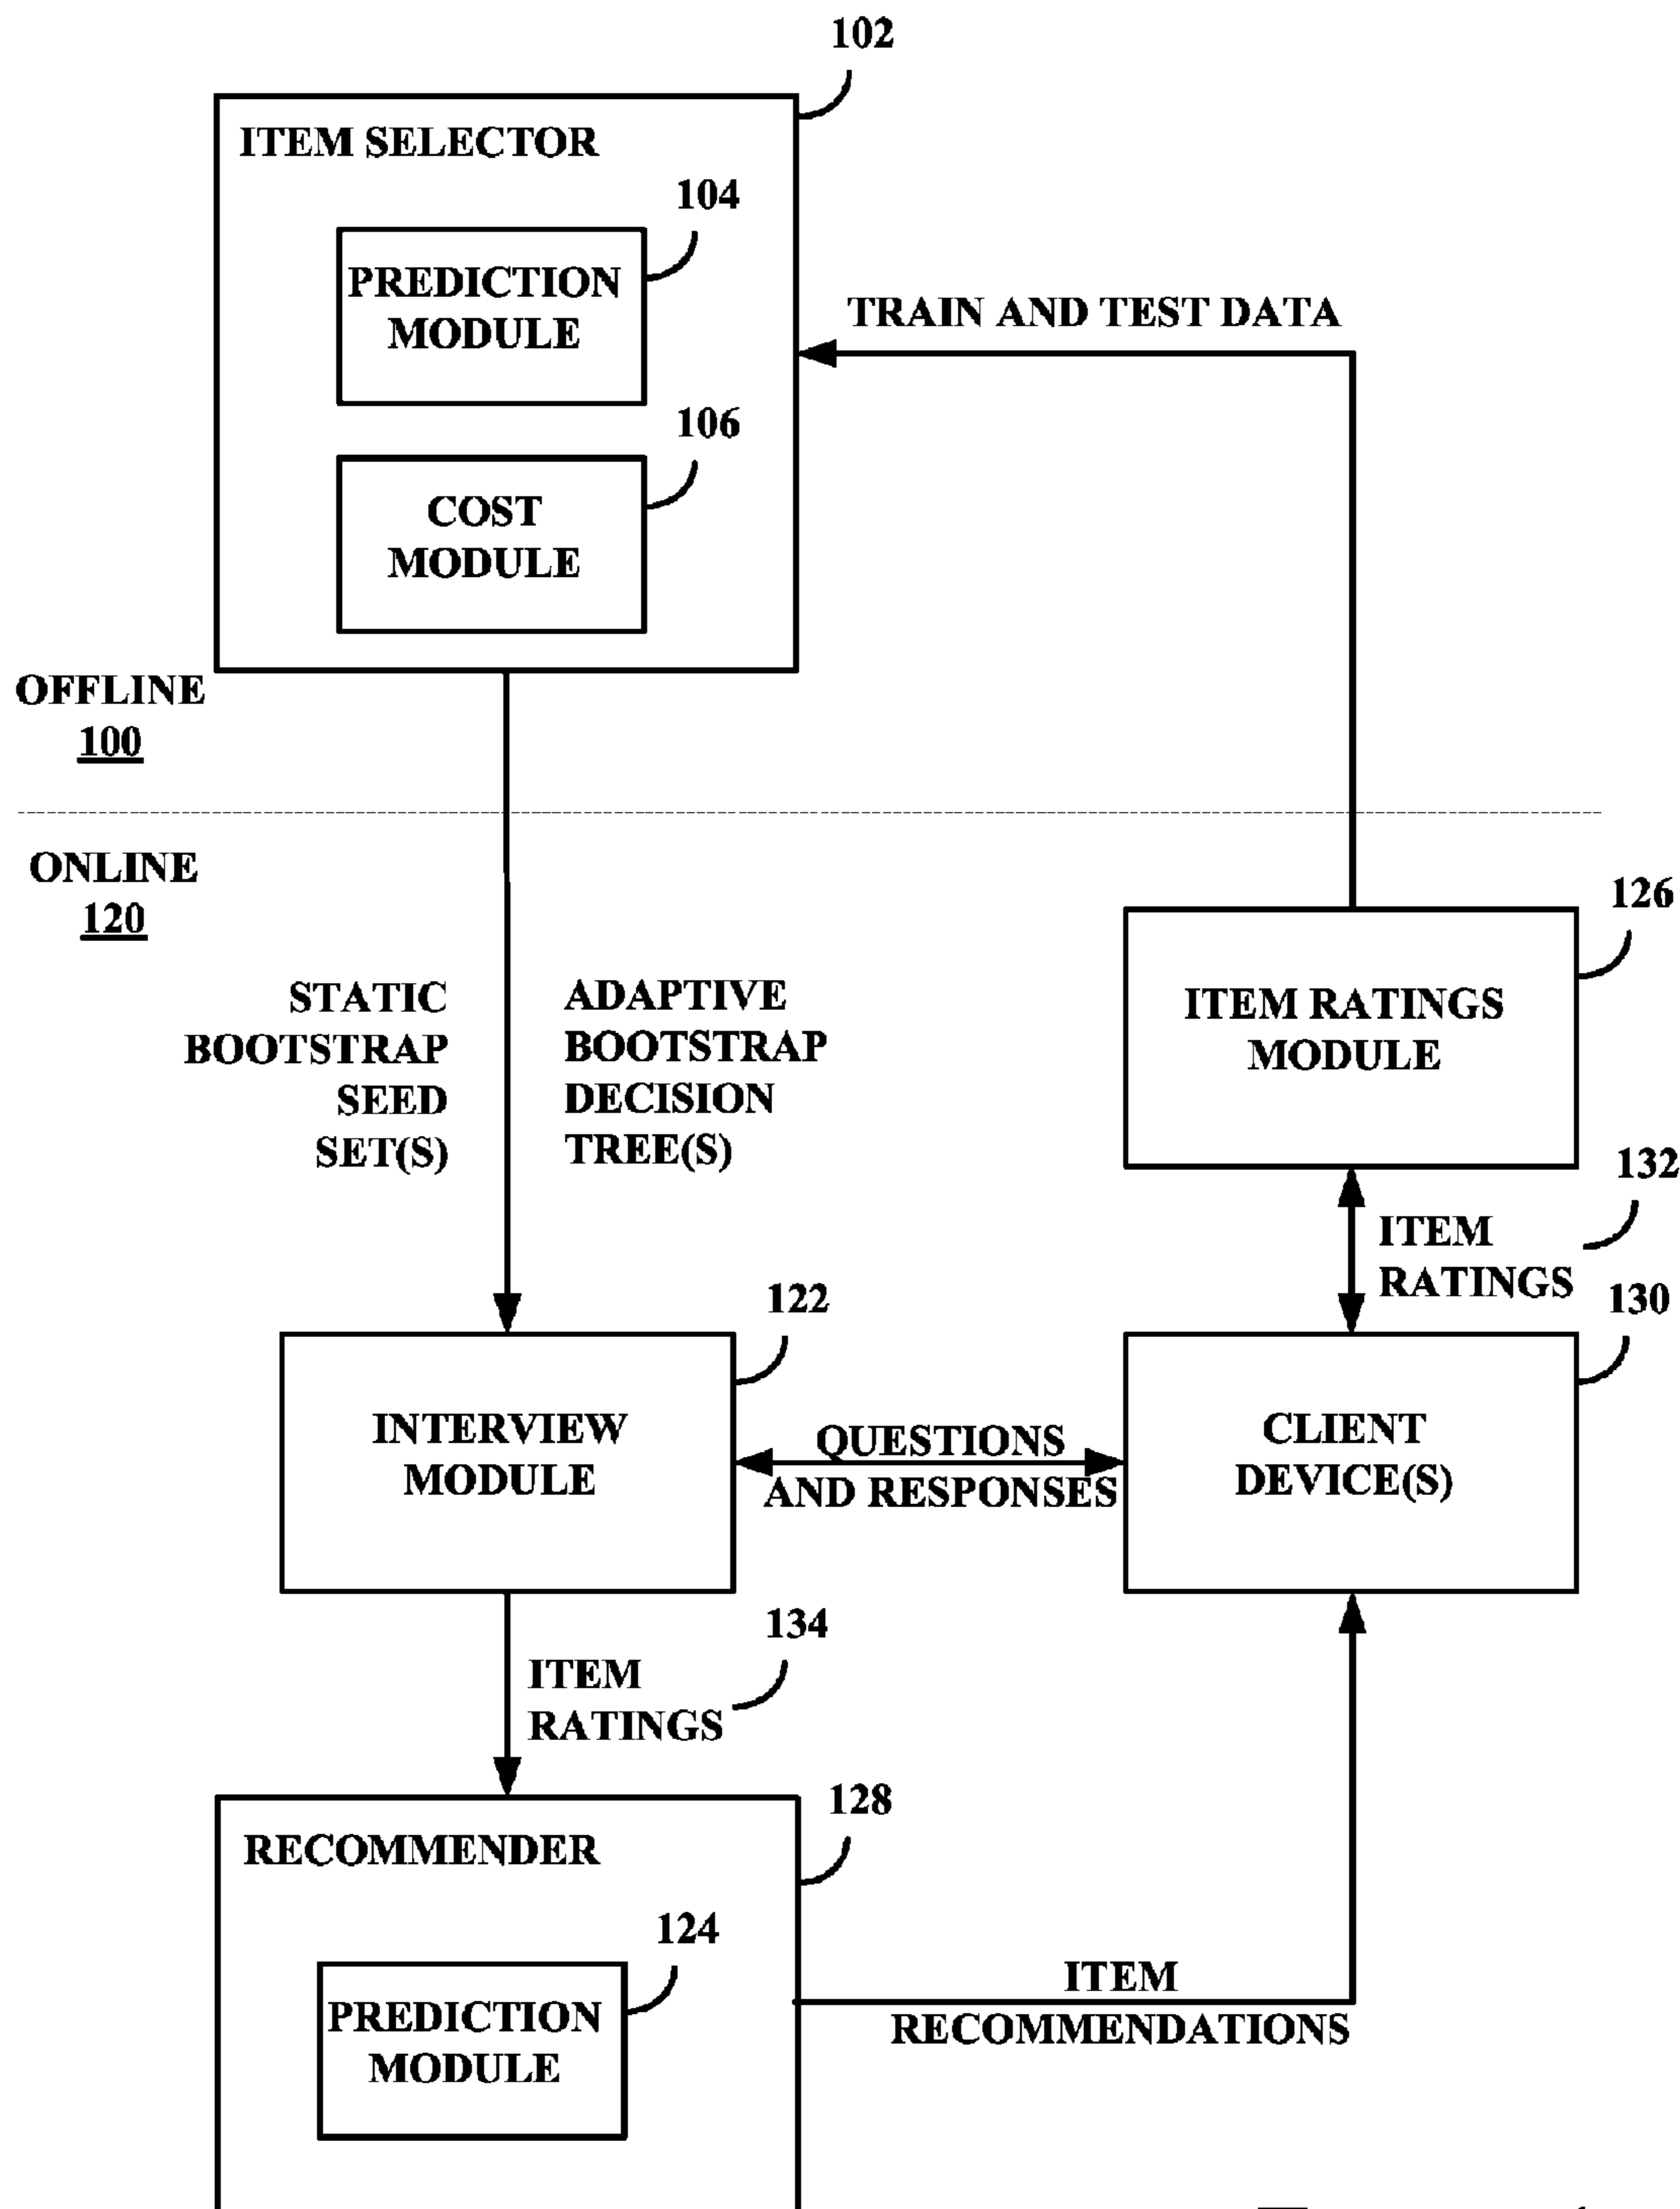 102
ITEM SELECTOR
104
PREDICTION
MODULE
TRAIN AND TEST DATA
106
COST
MODULE
OFFLINE
100
ONLINE
120
126
STATIC
BOOTSTRAP
SEED
SET(S)
ADAPTIVE
BOOTSTRAP
DECISION
TREE(S)
ITEM RATINGS
MODULE
132
ITEM
RATINGS
122
130
INTERVIEW
MODULE
QUESTIONS
AND RESPONSES
CLIENT
DEVICE(S)
134
ITEM
RATINGS
128
RECOMMENDER
124
PREDICTION
MODULE
ITEM
RECOMMENDATIONS